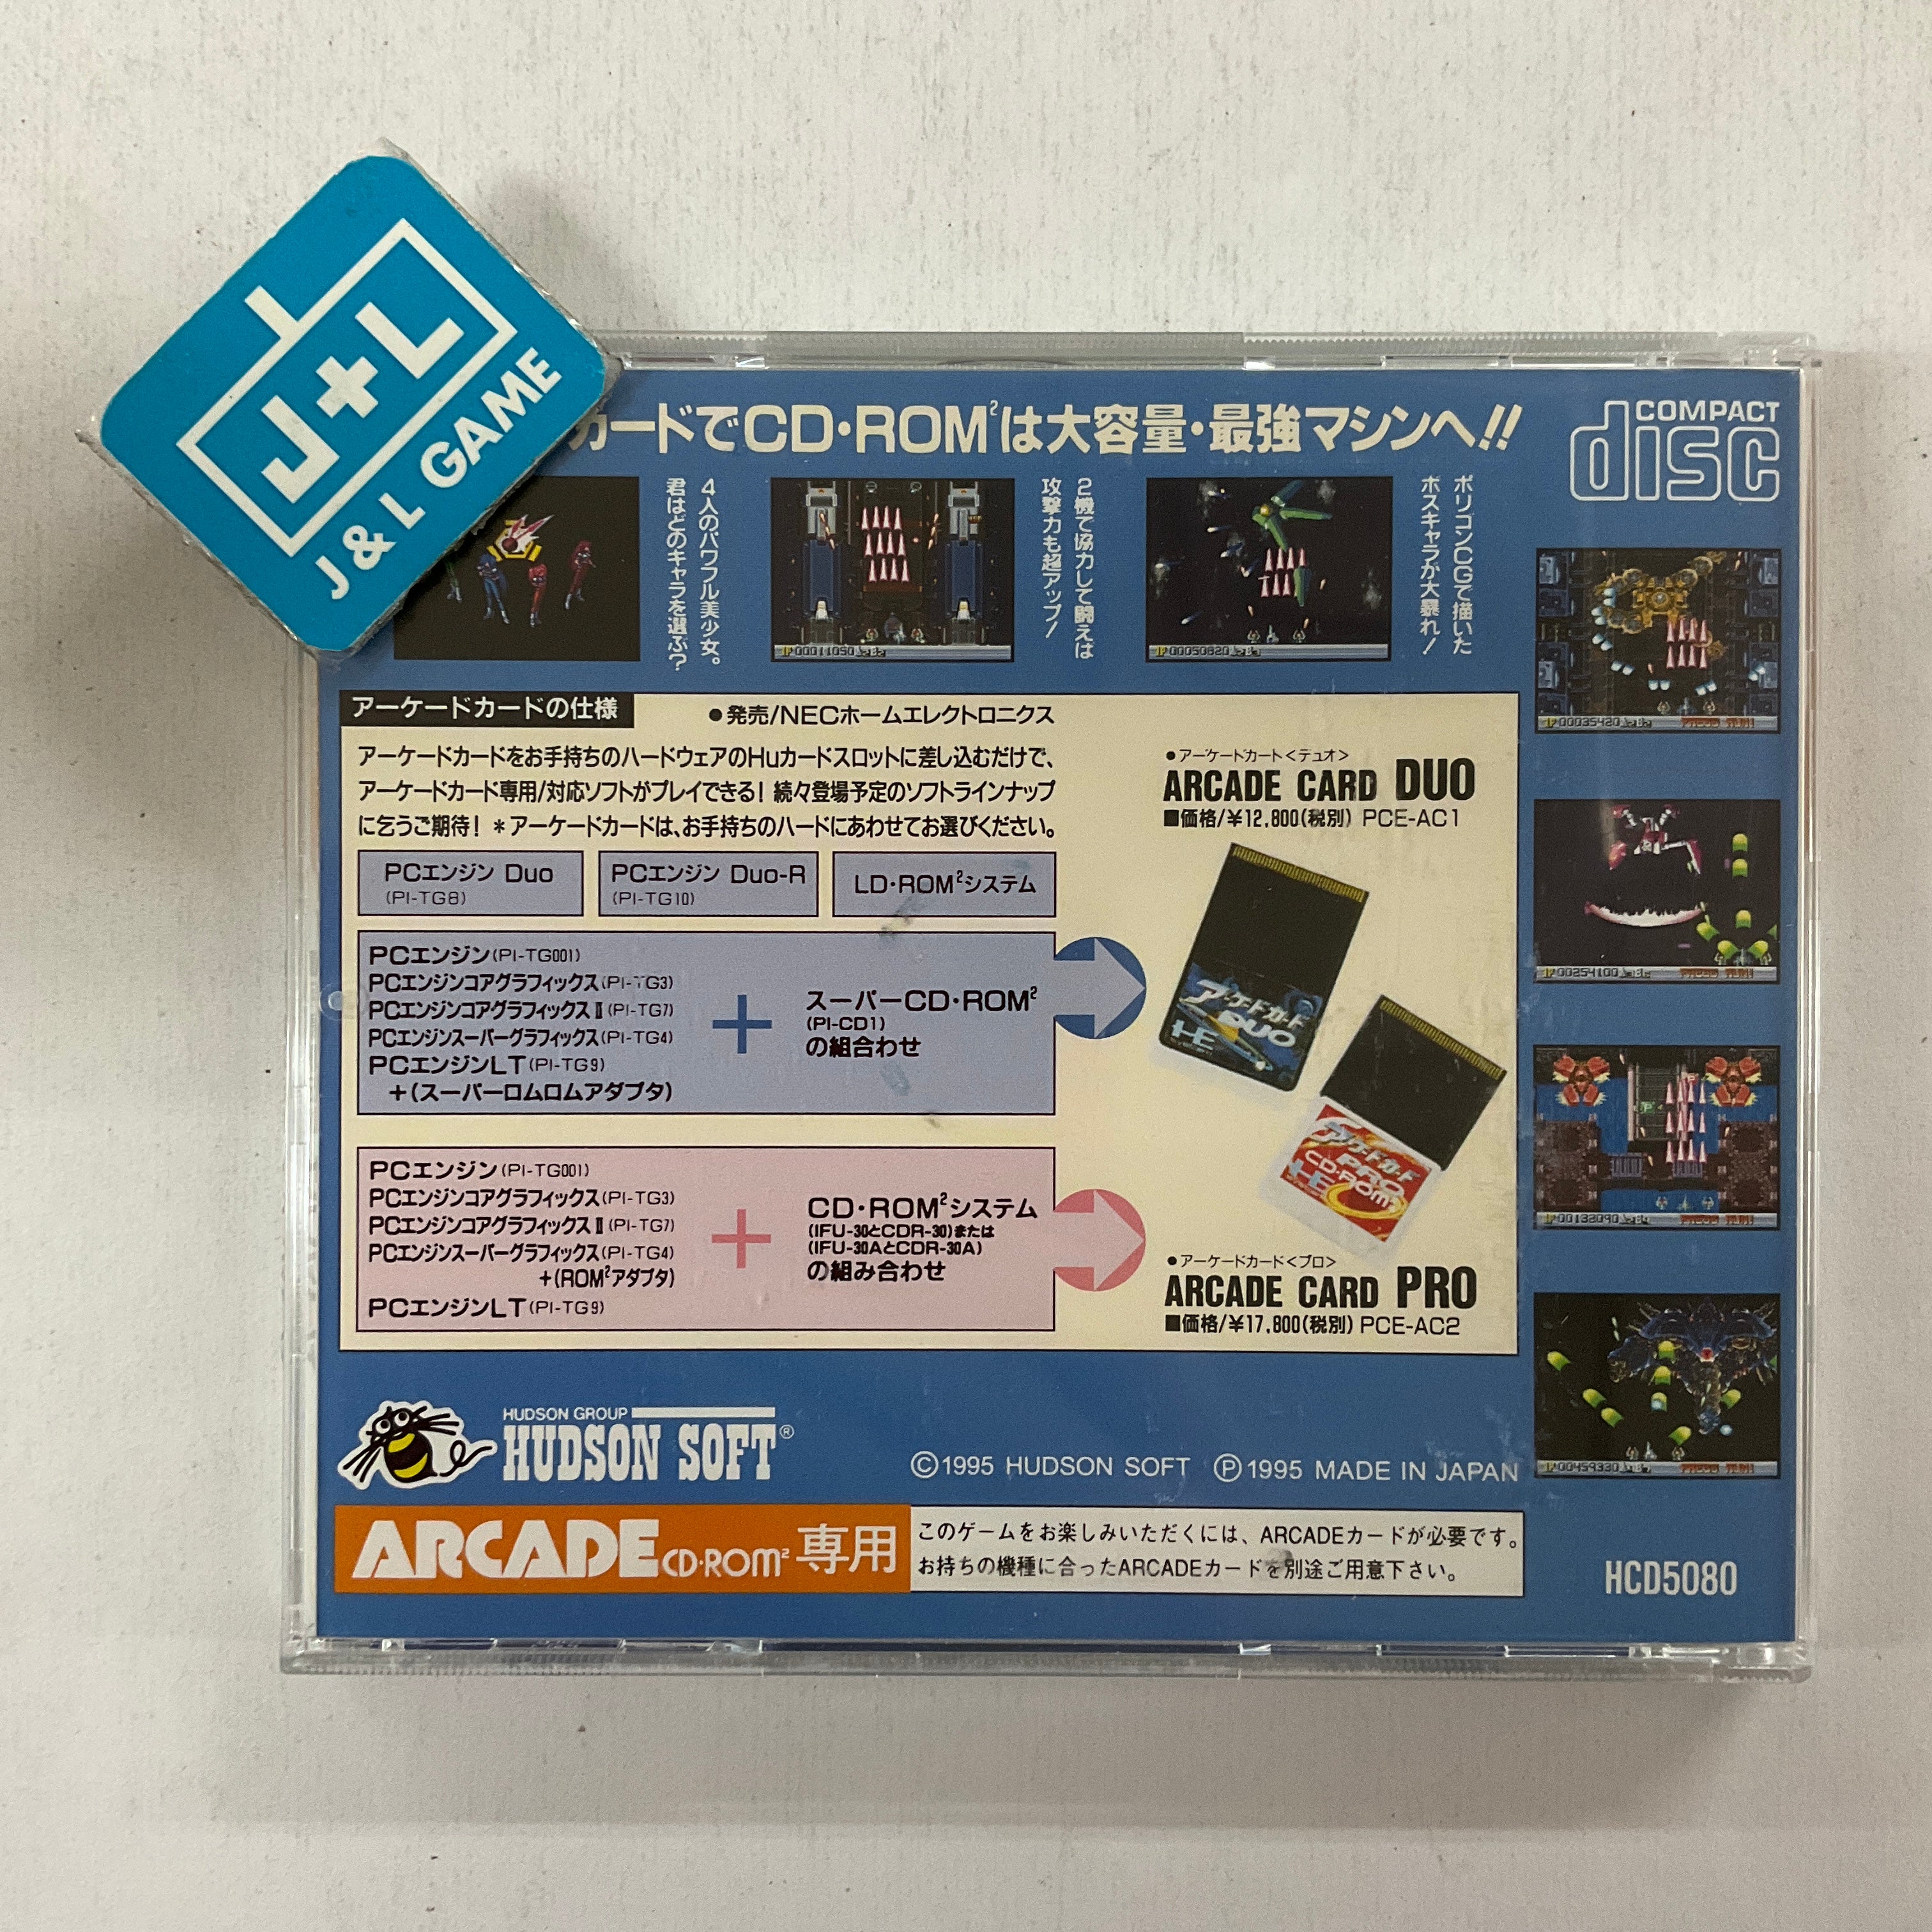 J+L
J&L GAME
カードでCD・ROM²は大容量・最強マシンへ!!
COMPACT
disc
4人のパワフル美少女。
君はどのキャラを選ぶ?
2機で協力して闘えば
攻撃力も超アップ!
ポリゴンCGで描いた
ボスキャラが大暴れ!
アーケードカードの仕様
●発売/NECホームエレクトロニクス
アーケードカードをお手持ちのハードウェアのHuカードスロットに差し込むだけで、
アーケードカード専用/対応ソフトがプレイできる!続々登場予定のソフトラインナップ
に乞うご期待!＊アーケードカードは、お手持ちのハードにあわせてお選びください。
PCエンジン Duo
(PI-TG8)
PCエンジン Duo-R
(PI-TG10)
LD・ROM²システム
PCエンジン(PI-TG001)
PCエンジンコアグラフィックス(PI-TG3)
PCエンジンコアグラフィックスⅡ(PI-TG7)
PCエンジンスーパーグラフィックス(PI-TG4)
PCエンジンLT(PI-TG9)
+(スーパーロムロムアダプタ)
+
スーパーCD・ROM²
(PI-CD1)
の組合わせ
PCエンジン(PI-TG001)
PCエンジンコアグラフィックス(PI-TG3)
PCエンジンコアグラフィックスⅡ(PI-TG7)
PCエンジンスーパーグラフィックス(PI-TG4)
+(ROM²アダプタ)
PCエンジンLT(PI-TG9)
+
CD・ROM²システム
(IFU-30とCDR-30)または
(IFU-30AとCDR-30A)
の組み合わせ
●アーケードカード<デュオ>
ARCADE CARD DUO
■価格/¥12,800(税別) PCE-AC1
アーケードカード
DUO
HE
アーケードカード
PRO
CD・ROM²
HE
●アーケードカード<プロ>
ARCADE CARD PRO
■価格/¥17,800(税別) PCE-AC2
HUDSON GROUP
HUDSON SOFT®
©1995 HUDSON SOFT ℗1995 MADE IN JAPAN
ARCADE CD・ROM² 専用
このゲームをお楽しみいただくには、ARCADEカードが必要です。
お持ちの機種に合ったARCADEカードを別途ご用意下さい。
HCD5080